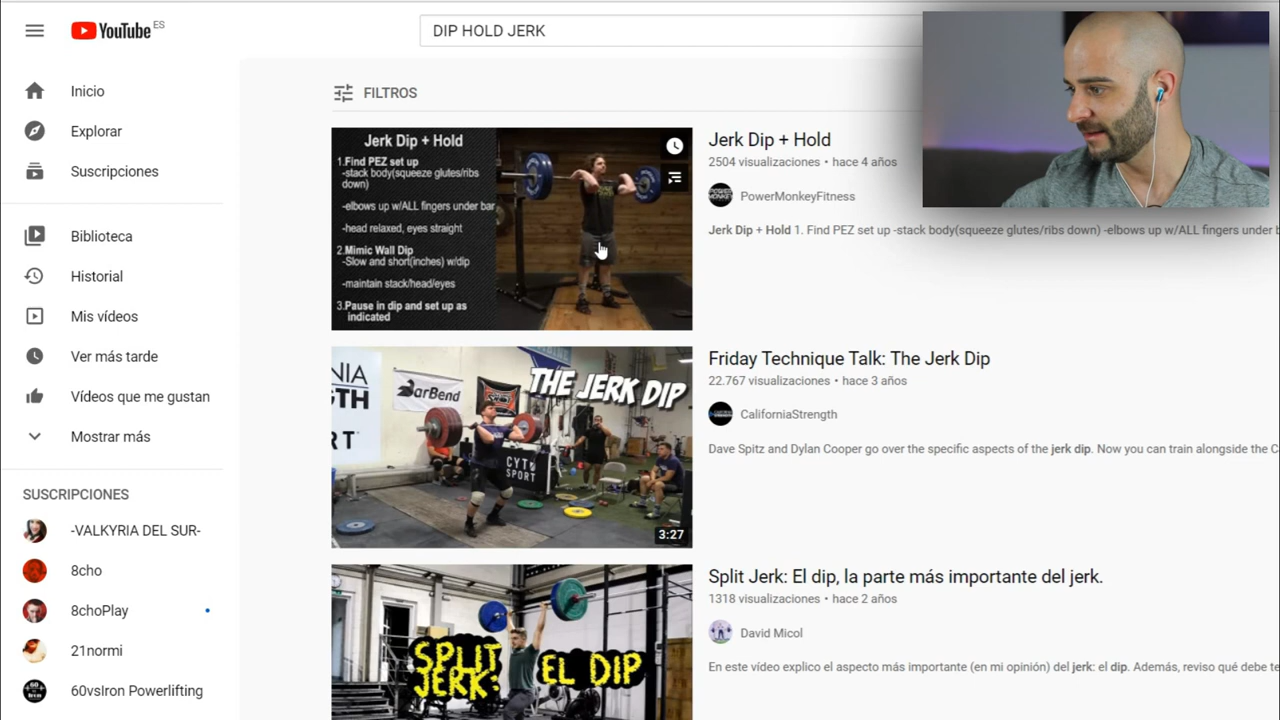 YouTube ES
DIP HOLD JERK
Inicio
Explorar
Suscripciones
Biblioteca
Historial
Mis vídeos
Ver más tarde
Vídeos que me gustan
Mostrar más
SUSCRIPCIONES
-VALKYRIA DEL SUR-
8cho
8choPlay
21normi
60vsIron Powerlifting
FILTROS
Jerk Dip + Hold
1.Find PEZ set up
-stack body(squeeze glutes/ribs
down)
-elbows up w/ALL fingers under bar
-head relaxed, eyes straight
2.Mimic Wall Dip
-Slow and short(inches) w/dip
-maintain stack/head/eyes
3.Pause in dip and set up as
indicated
Jerk Dip + Hold
2504 visualizaciones • hace 4 años
PowerMonkeyFitness
Jerk Dip + Hold 1. Find PEZ set up -stack body(squeeze glutes/ribs down) -elbows up w/ALL fingers under
THE JERK DIP
BarBend
CYTO
SPORT
3:27
Friday Technique Talk: The Jerk Dip
22.767 visualizaciones • hace 3 años
CaliforniaStrength
Dave Spitz and Dylan Cooper go over the specific aspects of the jerk dip. Now you can train alongside the
SPLIT
JERK:
EL DIP
Split Jerk: El dip, la parte más importante del jerk.
1318 visualizaciones • hace 2 años
David Micol
En este vídeo explico el aspecto más importante (en mi opinión) del jerk: el dip. Además, reviso qué debe